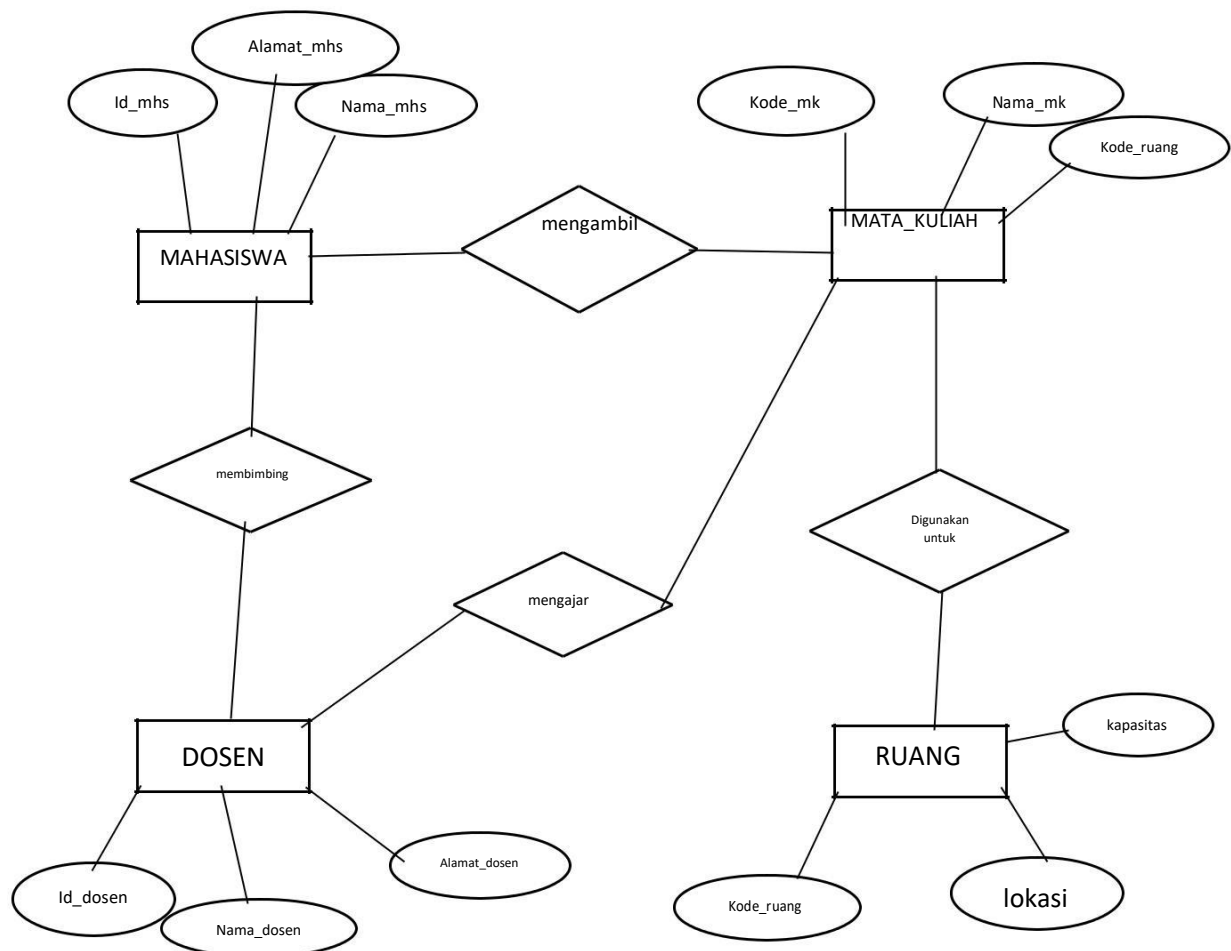 Alamat_mhs
Id_mhs
Nama_mhs
Kode_mk
Nama_mk
Kode_ruang
MAHASISWA
mengambil
MATA_KULIAH
membimbing
Digunakan
untuk
mengajar
DOSEN
RUANG
kapasitas
Id_dosen
Nama_dosen
Alamat_dosen
Kode_ruang
lokasi